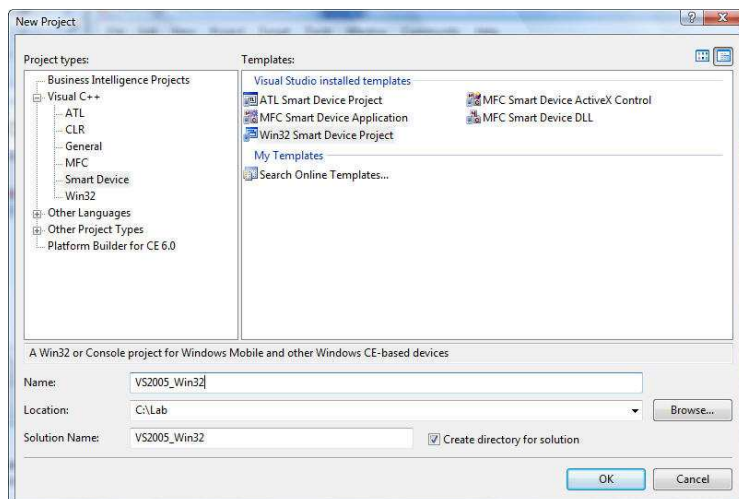 New Project
Project types:
Templates:
Business Intelligence Projects
Visual C++
ATL
CLR
General
MFC
Smart Device
Win32
Other Languages
Other Project Types
Platform Builder for CE 6.0
Visual Studio installed templates
ATL Smart Device Project
MFC Smart Device ActiveX Control
MFC Smart Device Application
MFC Smart Device DLL
Win32 Smart Device Project
My Templates
Search Online Templates...
A Win32 or Console project for Windows Mobile and other Windows CE-based devices
Name: VS2005_Win32
Location: C:\Lab Browse...
Solution Name: VS2005_Win32 Create directory for solution
OK Cancel